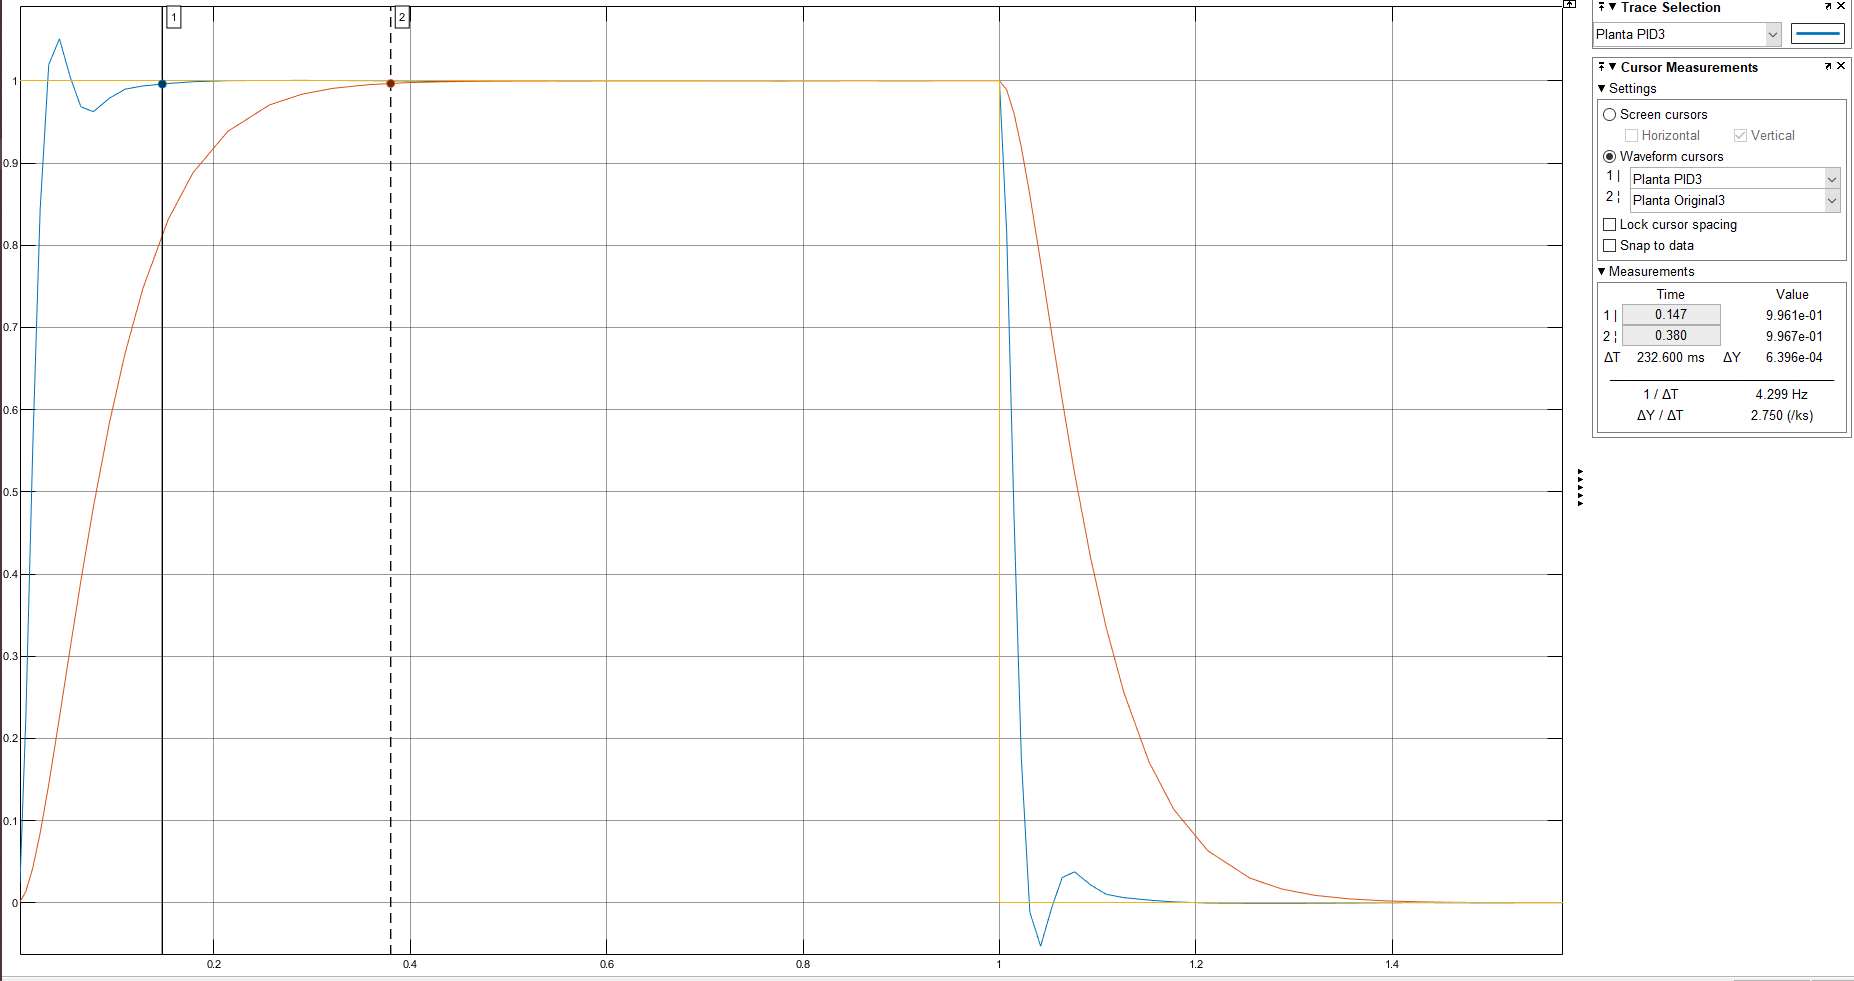 1
2
1
0.9
0.8
0.7
0.6
0.5
0.4
0.3
0.2
0.1
0
0.2
0.4
0.6
0.8
1
1.2
1.4
Trace Selection
Planta PID3
Cursor Measurements
Settings
Screen cursors
Horizontal Vertical
Waveform cursors
1 | Planta PID3
2 ¦ Planta Original3
Lock cursor spacing
Snap to data
Measurements
Time Value
1 | 0.147 9.961e-01
2 ¦ 0.380 9.967e-01
ΔT 232.600 ms ΔY 6.396e-04
1 / ΔT 4.299 Hz
ΔY / ΔT 2.750 (/ks)